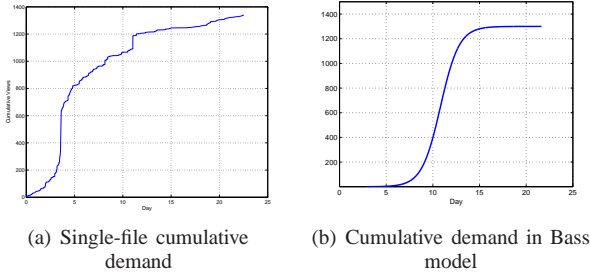 1400
1200
1000
800
600
400
200
0
0 5 10 15 20 25
Cumulative Views
Day
1400
1200
1000
800
600
400
200
0 5 10 15 20 25
Day
(a) Single-file cumulative
demand
(b) Cumulative demand in Bass
model